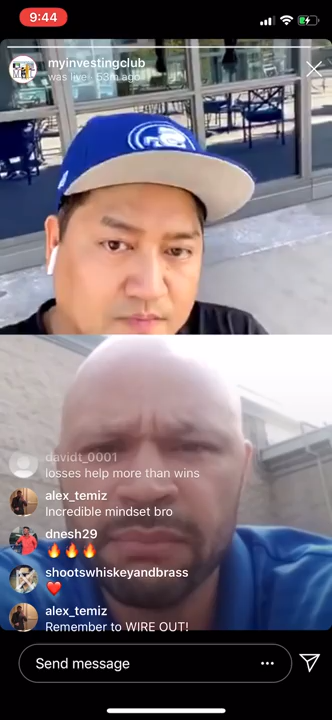 9:44
myinvestingclub
was live · 53m ago
davidt_0001
losses help more than wins
alex_temiz
Incredible mindset bro
dnesh29
🔥🔥🔥
shootswhiskeyandbrass
❤️
alex_temiz
Remember to WIRE OUT!
Send message